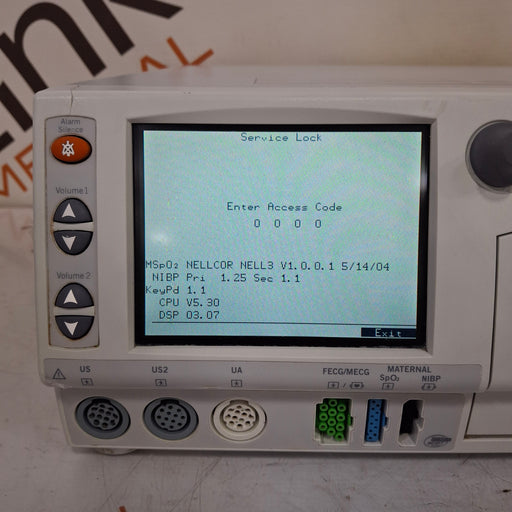 Service Lock
Alarm
Silence
Volume 1
Enter Access Code
0 0 0 0
MSpO₂ NELLCOR NELL3 V1.0.0.1 5/14/04
NIBP Pri 1.25 Sec 1.1
KeyPd 1.1
CPU V5.30
DSP 03.07
Volume 2
Exit
US
US2
UA
FECG/MECG
MATERNAL
SpO₂
NIBP